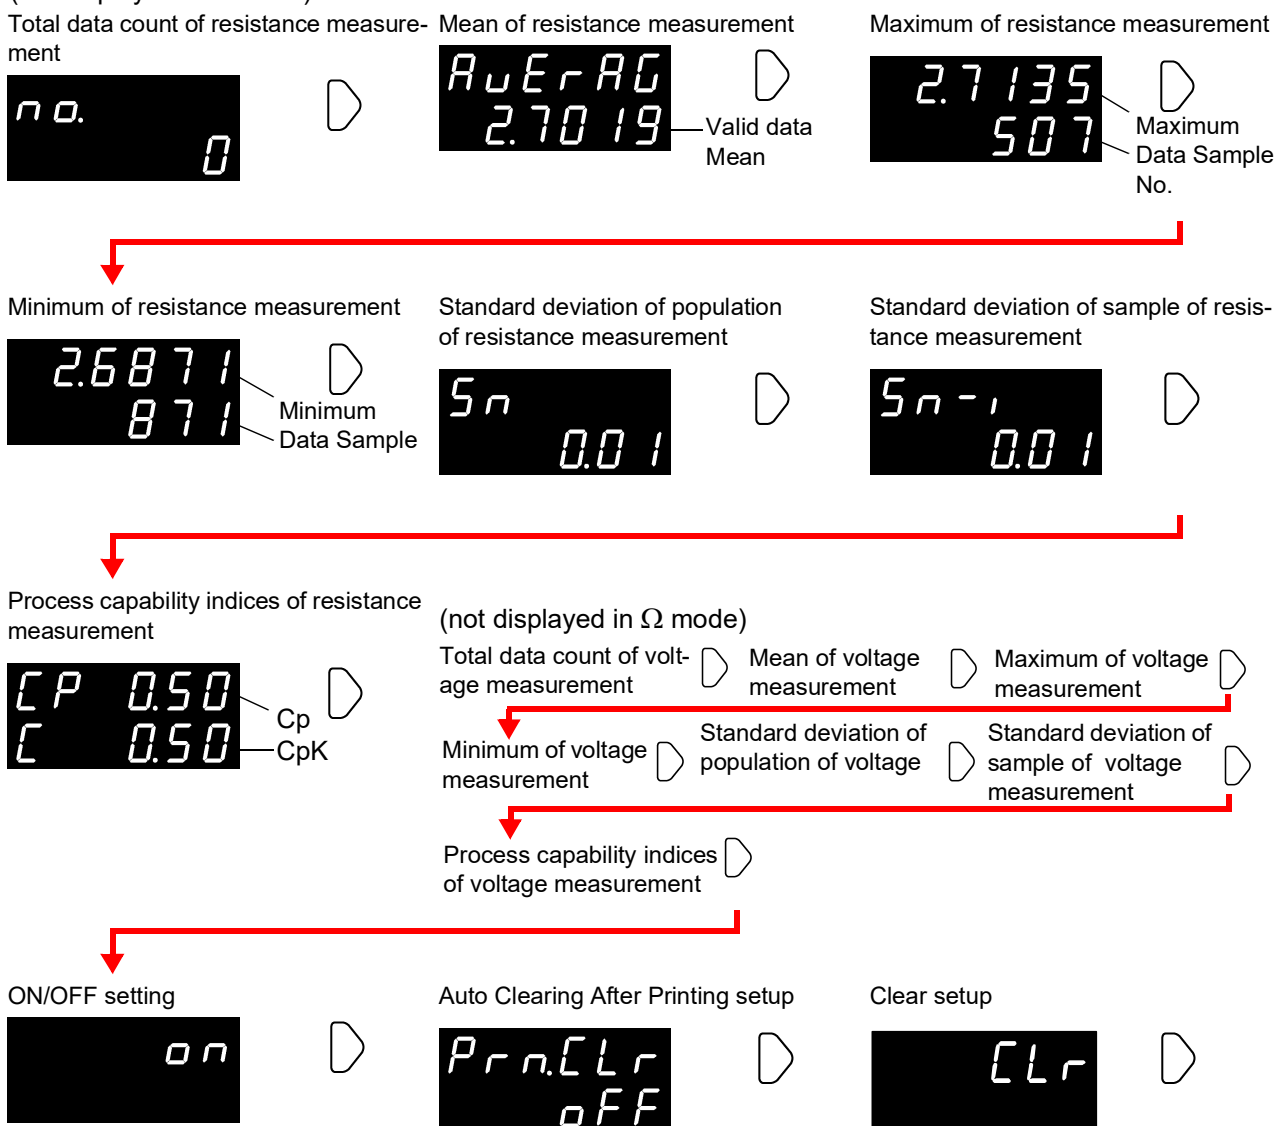 Total data count of resistance measure-
ment
no.
0
Mean of resistance measurement
AvErAG
2.7019
Valid data
Mean
Maximum of resistance measurement
2.7135
507
Maximum
Data Sample
No.
Minimum of resistance measurement
2.6871
871
Minimum
Data Sample
Standard deviation of population
of resistance measurement
Sn
0.01
Standard deviation of sample of resis-
tance measurement
Sn-1
0.01
Process capability indices of resistance
measurement
CP 0.50
C 0.50
Cp
CpK
(not displayed in Ω mode)
Total data count of volt-
age measurement
Mean of voltage
measurement
Maximum of voltage
measurement
Minimum of voltage
measurement
Standard deviation of
population of voltage
Standard deviation of
sample of voltage
measurement
Process capability indices
of voltage measurement
ON/OFF setting
on
Auto Clearing After Printing setup
Prn.CLr
oFF
Clear setup
CLr